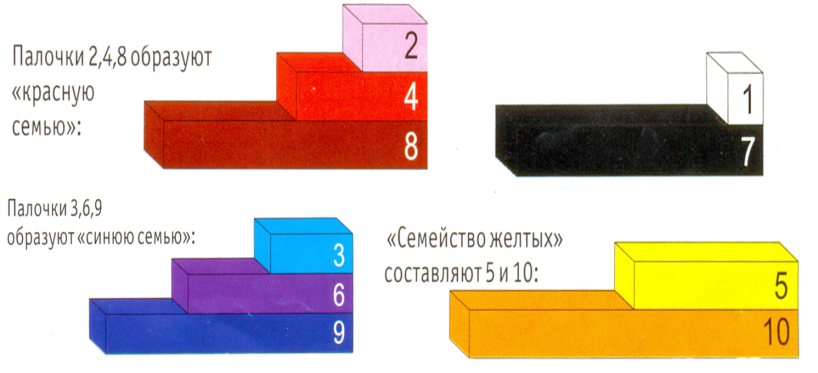 Палочки 2,4,8 образуют
«красную
семью»:
2
4
8
1
7
Палочки 3,6,9
образуют «синюю семью»:
3
6
9
«Семейство желтых»
составляют 5 и 10:
5
10